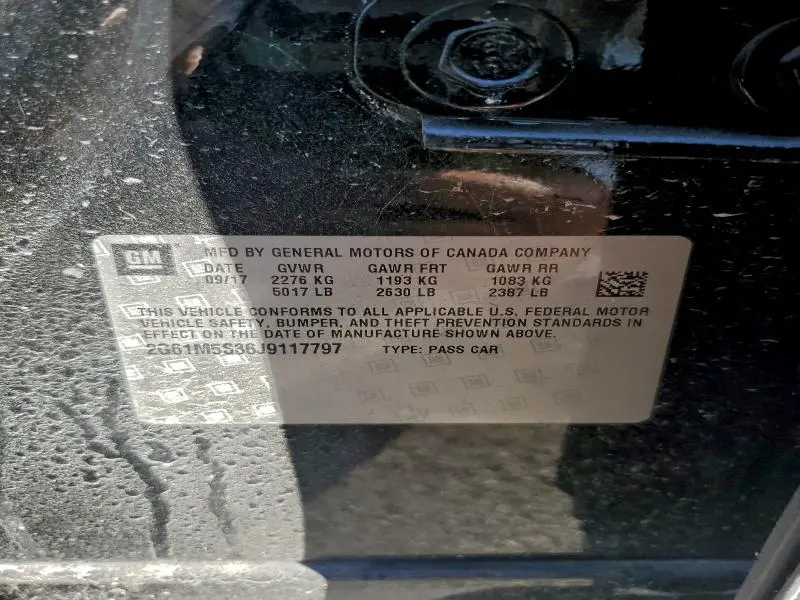 GM
MFD BY GENERAL MOTORS OF CANADA COMPANY
DATE GVWR GAWR FRT GAWR RR
09/17 2276 KG 1193 KG 1083 KG
5017 LB 2630 LB 2387 LB
THIS VEHICLE CONFORMS TO ALL APPLICABLE U.S. FEDERAL MOTOR
VEHICLE SAFETY, BUMPER, AND THEFT PREVENTION STANDARDS IN
EFFECT ON THE DATE OF MANUFACTURE SHOWN ABOVE.
2G61M5S36J9117797 TYPE: PASS CAR